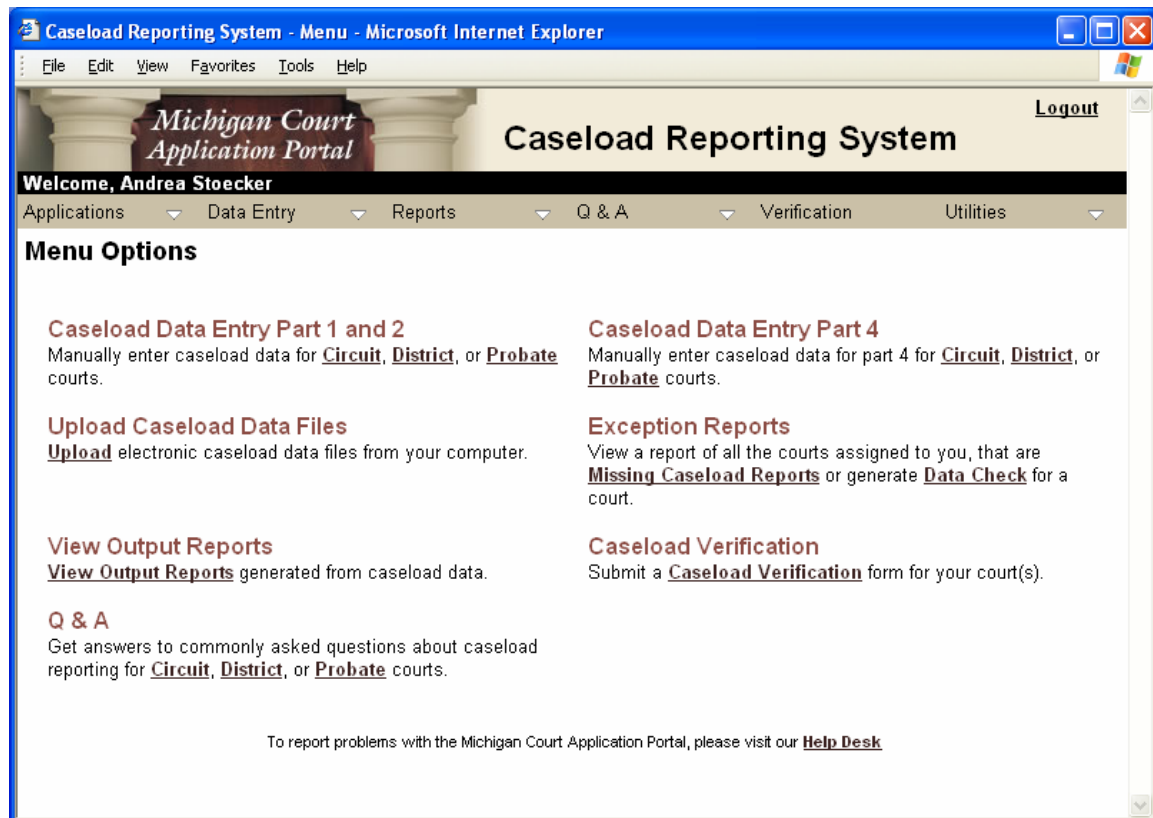 Caseload Reporting System - Menu - Microsoft Internet Explorer
File Edit View Favorites Tools Help
Michigan Court
Application Portal
Caseload Reporting System
Logout
Welcome, Andrea Stoecker
Applications Data Entry Reports Q & A Verification Utilities
Menu Options
Caseload Data Entry Part 1 and 2
Manually enter caseload data for Circuit, District, or Probate
courts.
Caseload Data Entry Part 4
Manually enter caseload data for part 4 for Circuit, District, or
Probate courts.
Upload Caseload Data Files
Upload electronic caseload data files from your computer.
Exception Reports
View a report of all the courts assigned to you, that are
Missing Caseload Reports or generate Data Check for a
court.
View Output Reports
View Output Reports generated from caseload data.
Caseload Verification
Submit a Caseload Verification form for your court(s).
Q & A
Get answers to commonly asked questions about caseload
reporting for Circuit, District, or Probate courts.
To report problems with the Michigan Court Application Portal, please visit our Help Desk